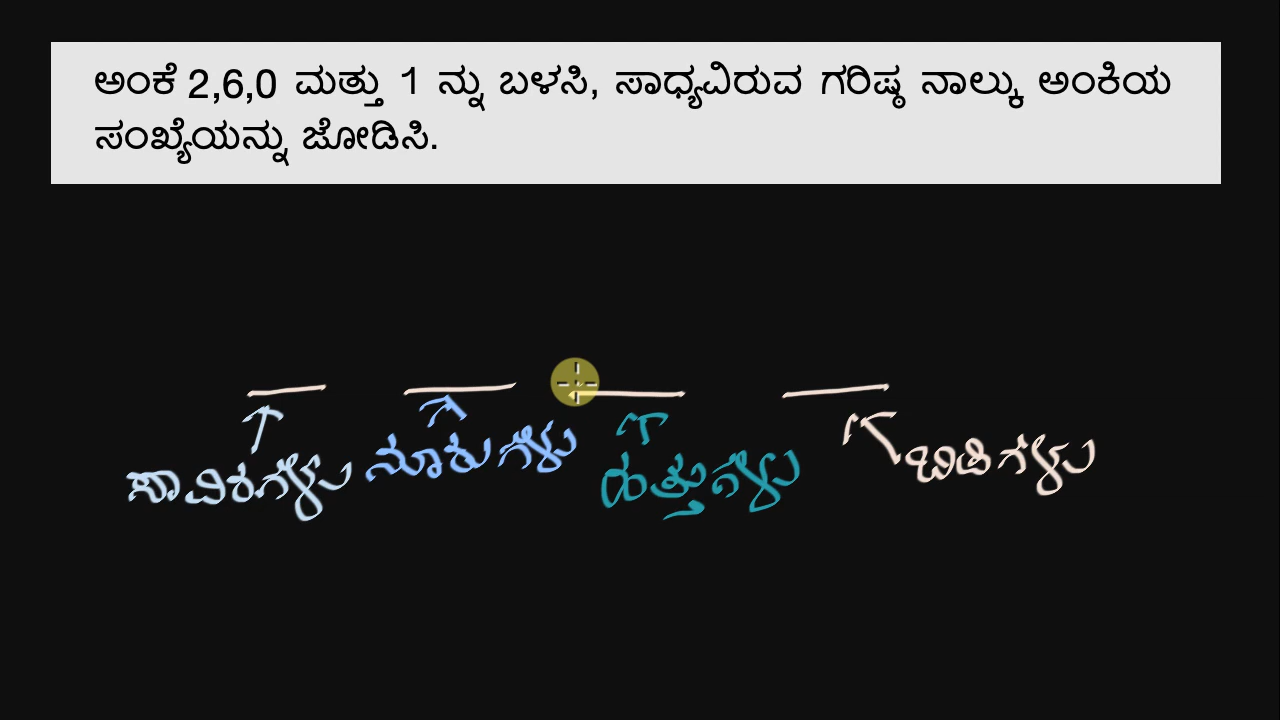 ಅಂಕೆ 2,6,0 ಮತ್ತು 1 ನ್ನು ಬಳಸಿ, ಸಾಧ್ಯವಿರುವ ಗರಿಷ್ಠ ನಾಲ್ಕು ಅಂಕಿಯ
ಸಂಖ್ಯೆಯನ್ನು ಜೋಡಿಸಿ.
ಸಾವಿರಗಳು ನೂರುಗಳು ಹತ್ತುಗಳು ಬಿಡಿಗಳು